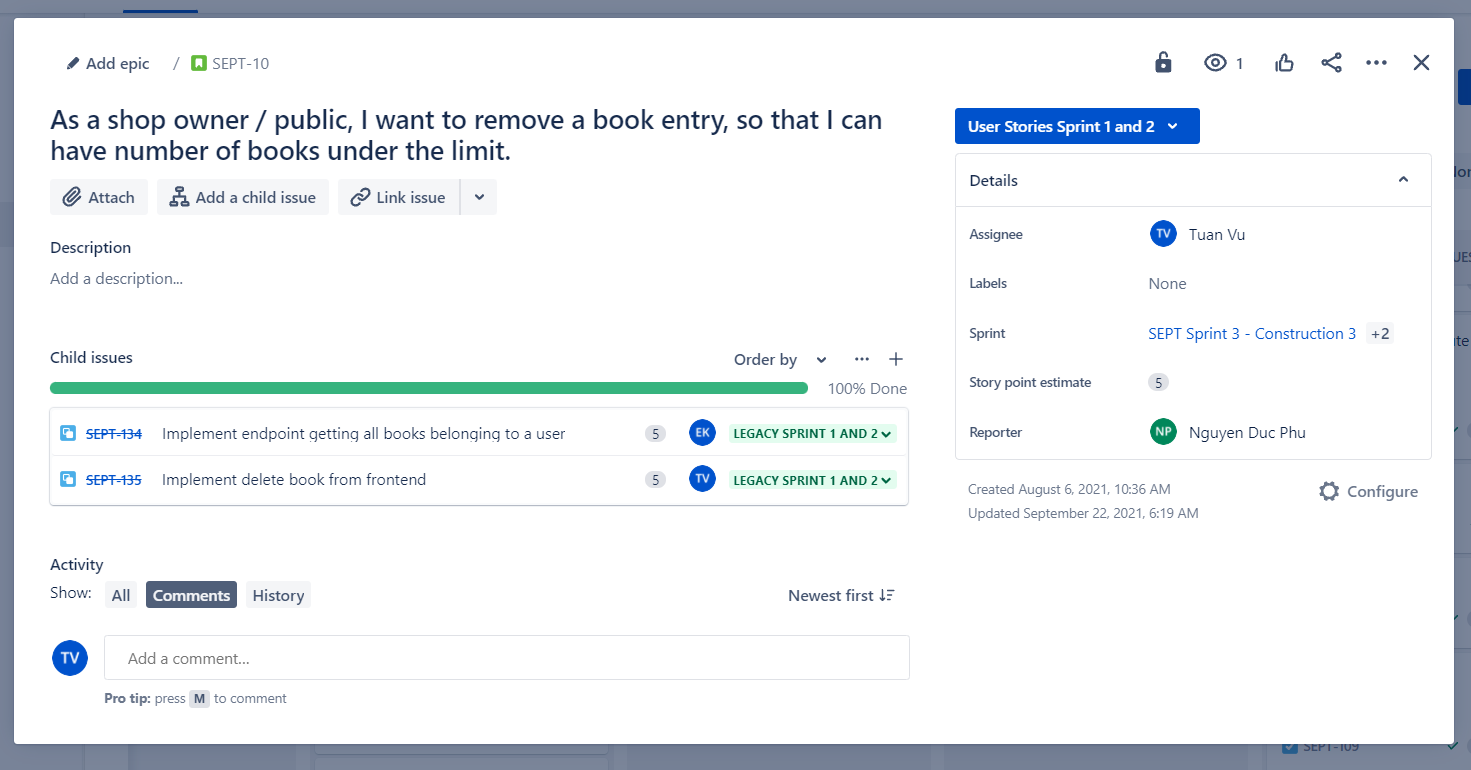 Add epic / SEPT-10
1
As a shop owner / public, I want to remove a book entry, so that I can
have number of books under the limit.
Attach
Add a child issue
Link issue
Description
Add a description...
Child issues
Order by
100% Done
SEPT-134 Implement endpoint getting all books belonging to a user 5 EK LEGACY SPRINT 1 AND 2
SEPT-135 Implement delete book from frontend 5 TV LEGACY SPRINT 1 AND 2
Activity
Show: All Comments History
Newest first
TV Add a comment...
Pro tip: press M to comment
User Stories Sprint 1 and 2
Details
Assignee TV Tuan Vu
Labels None
Sprint SEPT Sprint 3 - Construction 3 +2
Story point estimate 5
Reporter NP Nguyen Duc Phu
Created August 6, 2021, 10:36 AM
Updated September 22, 2021, 6:19 AM
Configure
SEPT-109